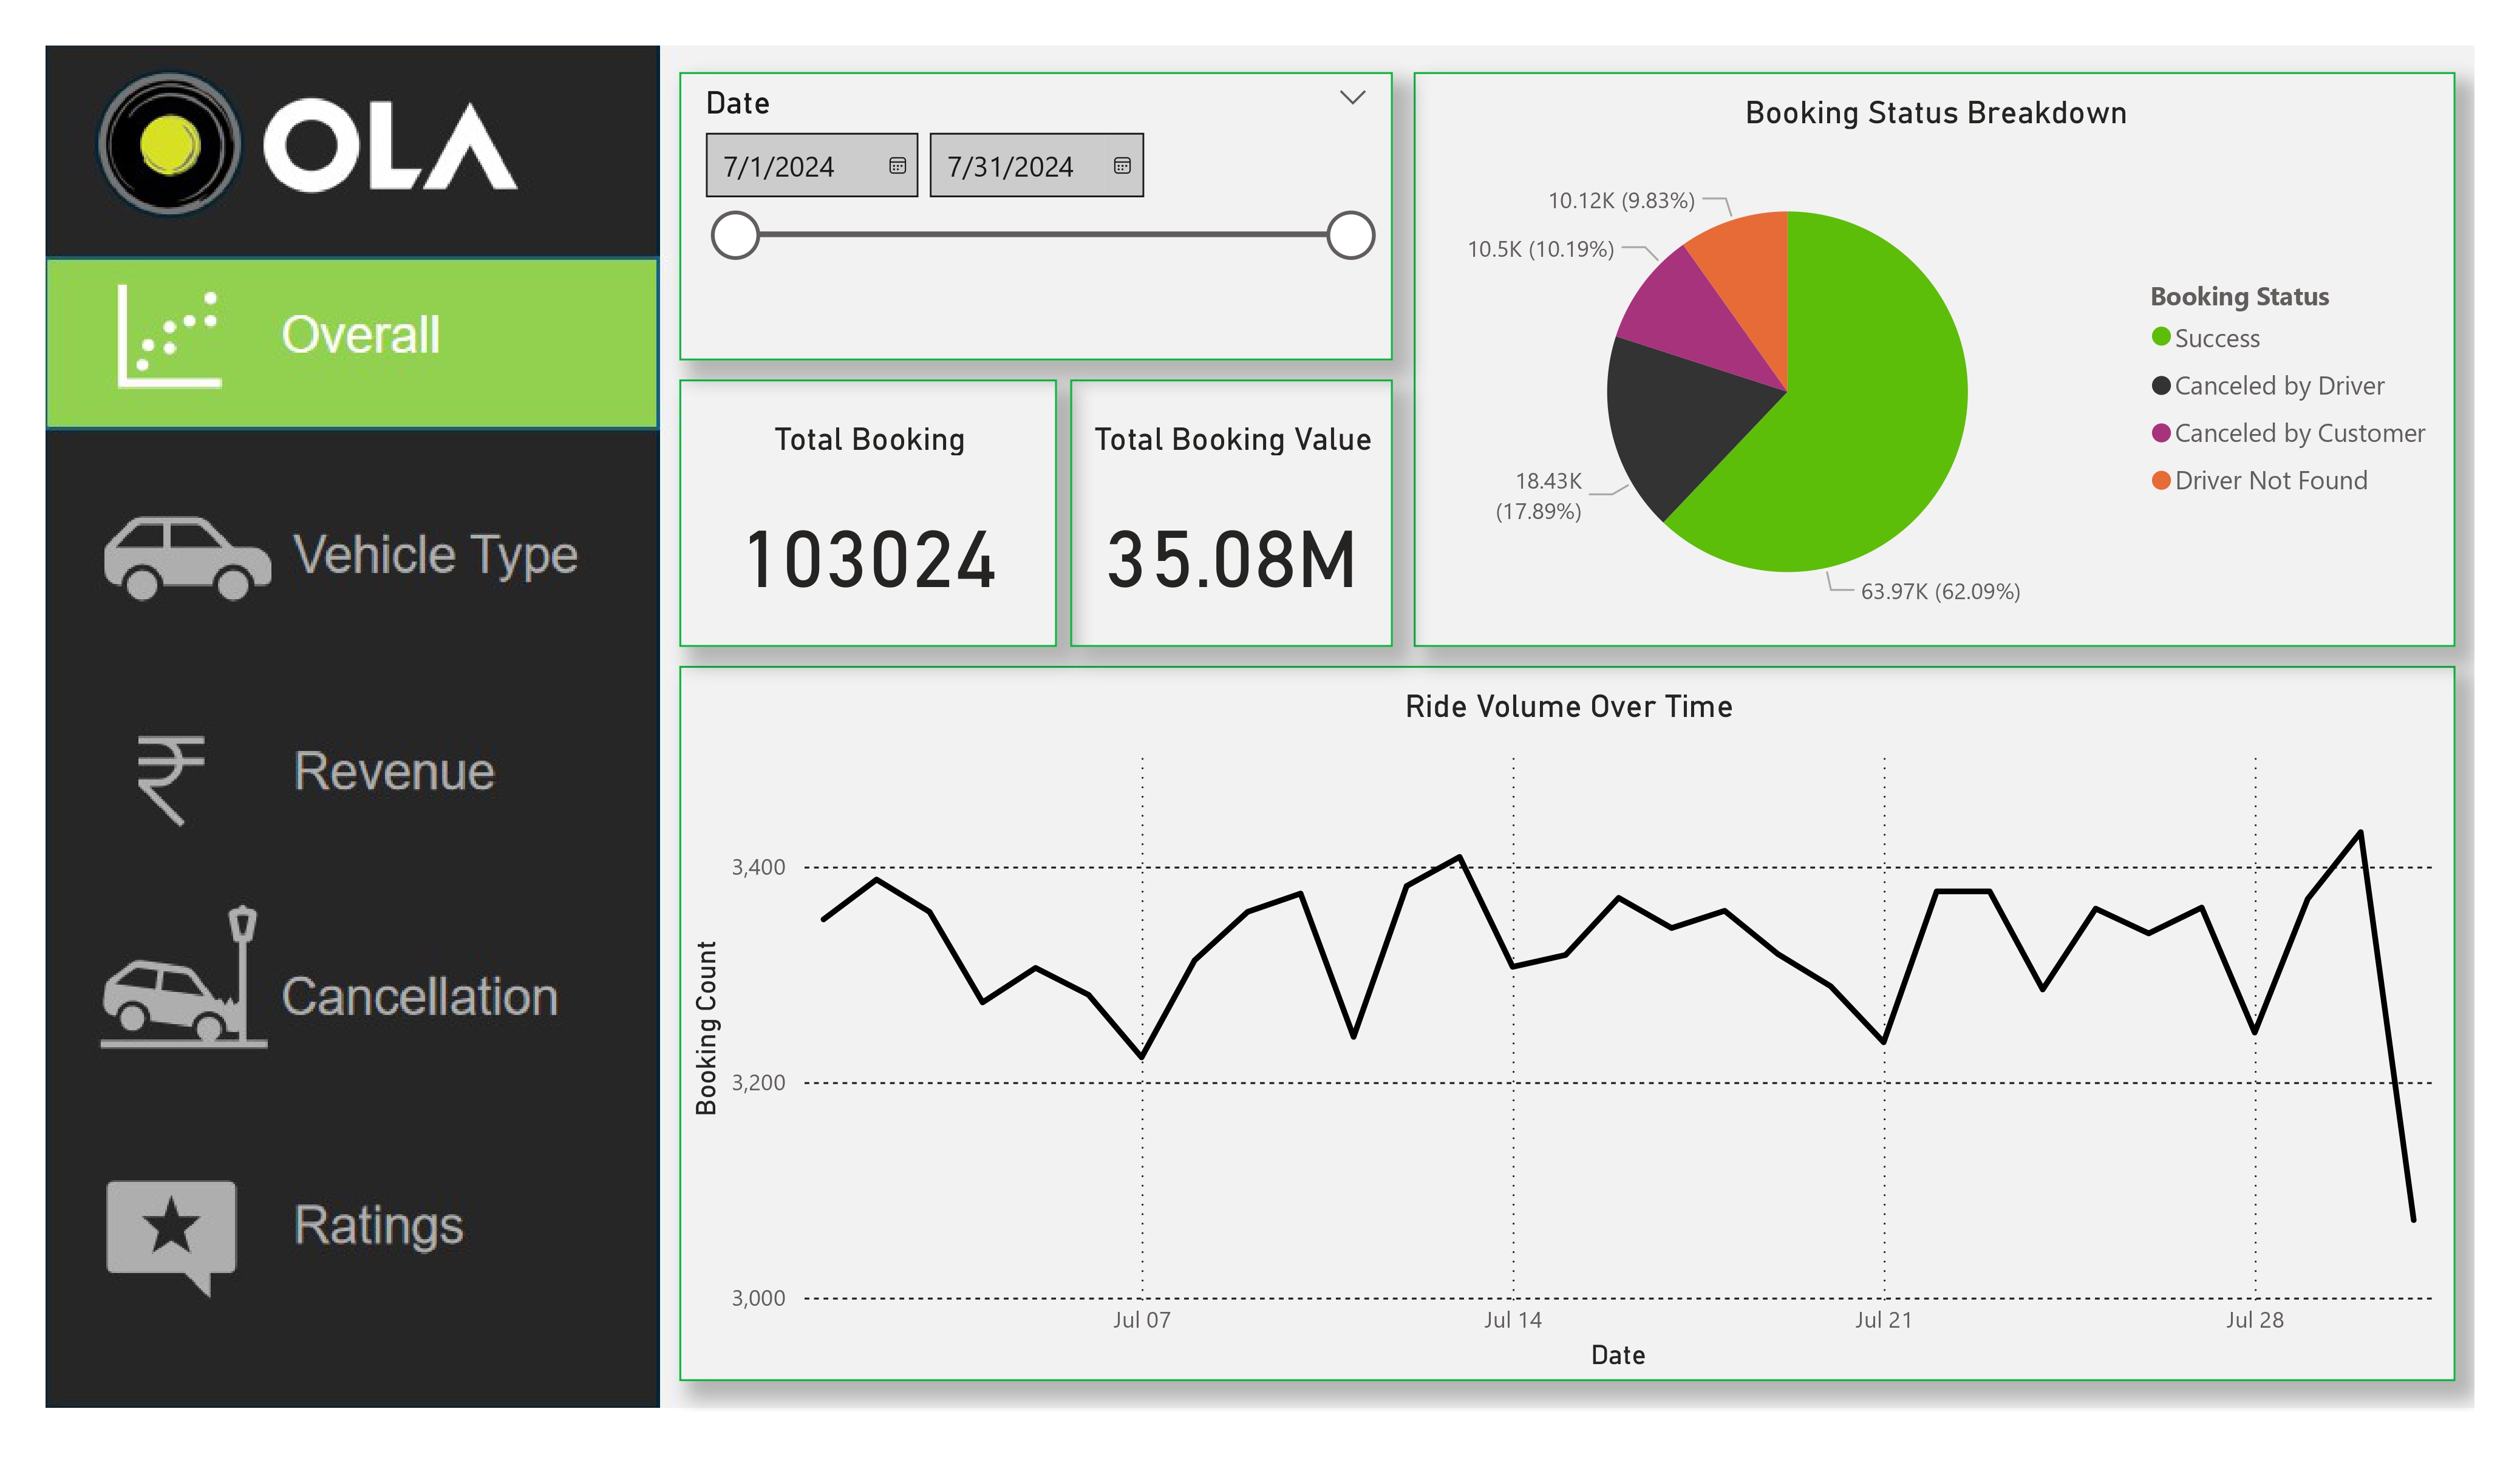 OLA
Overall
Vehicle Type
Revenue
Cancellation
Ratings
Date
7/1/2024
7/31/2024
Total Booking
103024
Total Booking Value
35.08M
Booking Status Breakdown
10.12K (9.83%)
10.5K (10.19%)
18.43K
(17.89%)
63.97K (62.09%)
Booking Status
Success
Canceled by Driver
Canceled by Customer
Driver Not Found
Ride Volume Over Time
Booking Count
3,400
3,200
3,000
Jul 07
Jul 14
Jul 21
Jul 28
Date